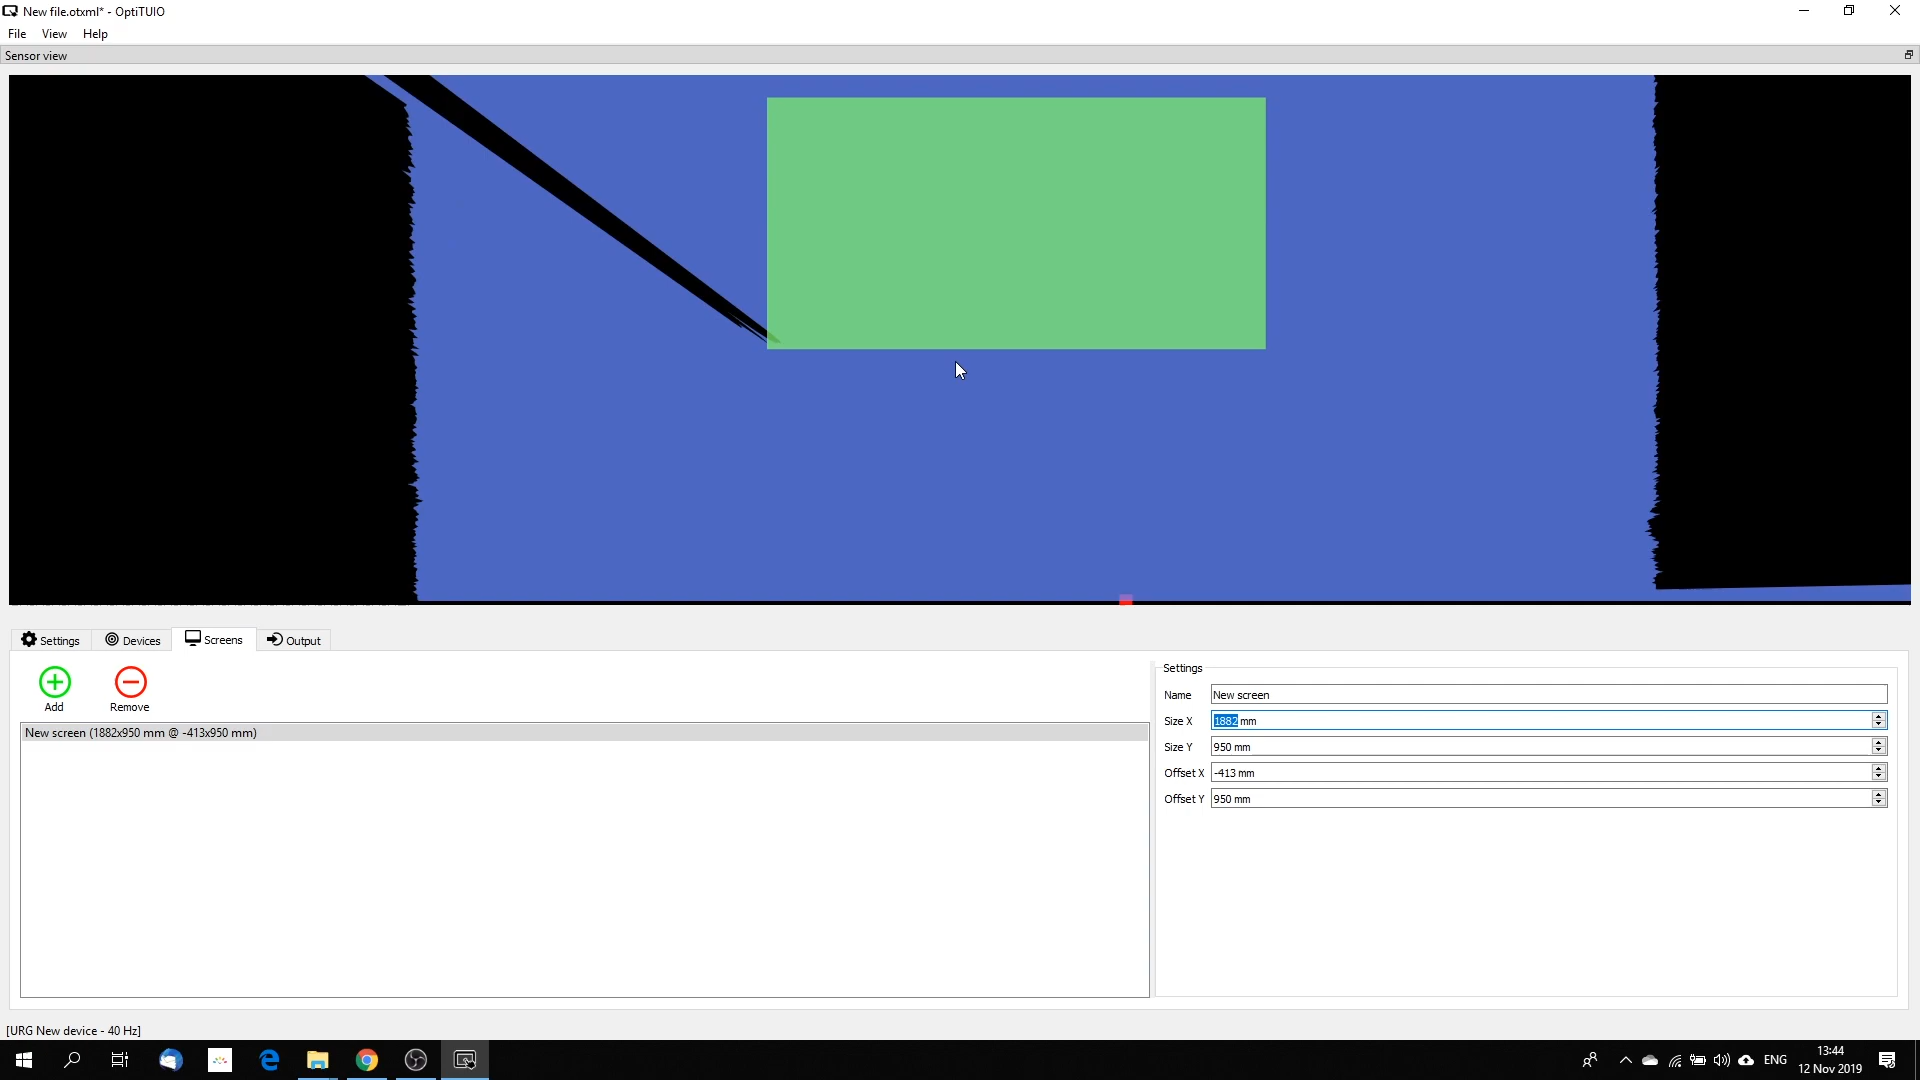 New file.otxml* - OptiTUIO
File View Help
Sensor view
Settings Devices Screens Output
Add Remove
New screen (1882x950 mm @ -413x950 mm)
Settings
Name New screen
Size X 1882 mm
Size Y 950 mm
Offset X -413 mm
Offset Y 950 mm
[URG New device - 40 Hz]
ENG
13:44
12 Nov 2019